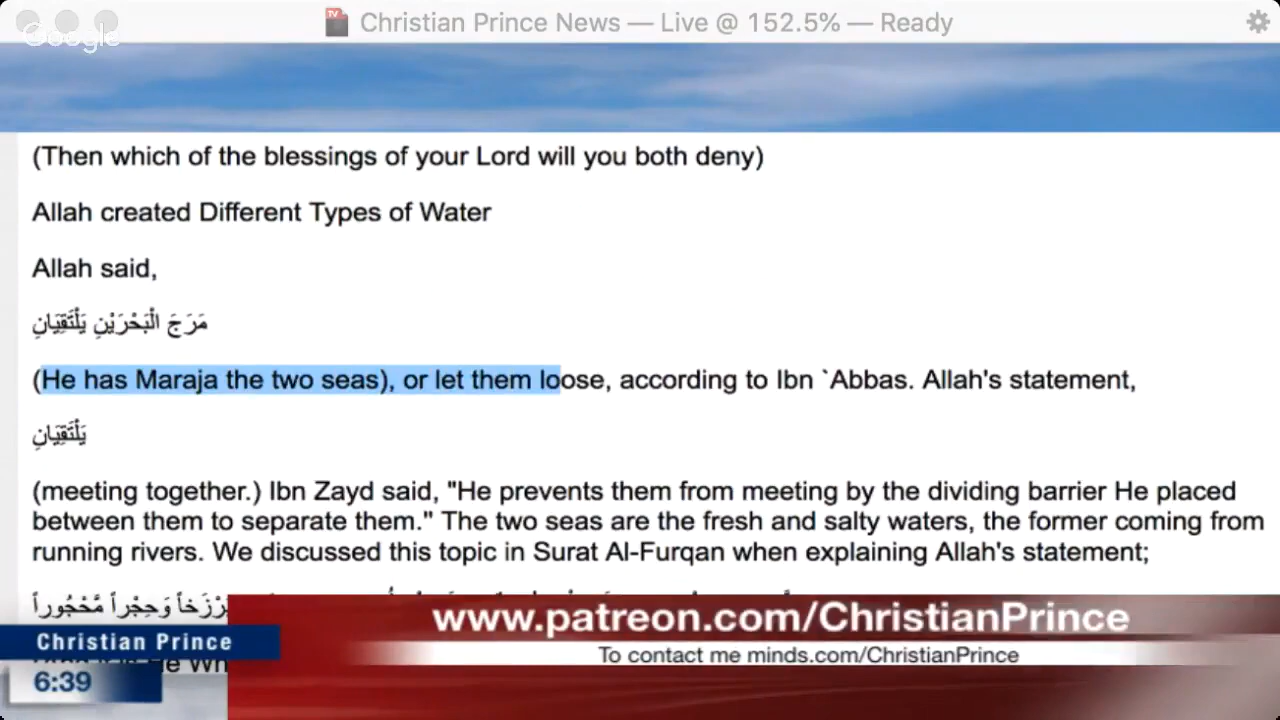 Christian Prince News — Live @ 152.5% — Ready
Google
(Then which of the blessings of your Lord will you both deny)
Allah created Different Types of Water
Allah said,
مَرَجَ الْبَحْرَيْنِ يَلْتَقِيَانِ
(He has Maraja the two seas), or let them loose, according to Ibn `Abbas. Allah's statement,
يَلْتَقِيَانِ
(meeting together.) Ibn Zayd said, "He prevents them from meeting by the dividing barrier He placed
between them to separate them." The two seas are the fresh and salty waters, the former coming from
running rivers. We discussed this topic in Surat Al-Furqan when explaining Allah's statement;
وَحِجْراً مَّحْجُوراً
www.patreon.com/ChristianPrince
Christian Prince
To contact me minds.com/ChristianPrince
6:39